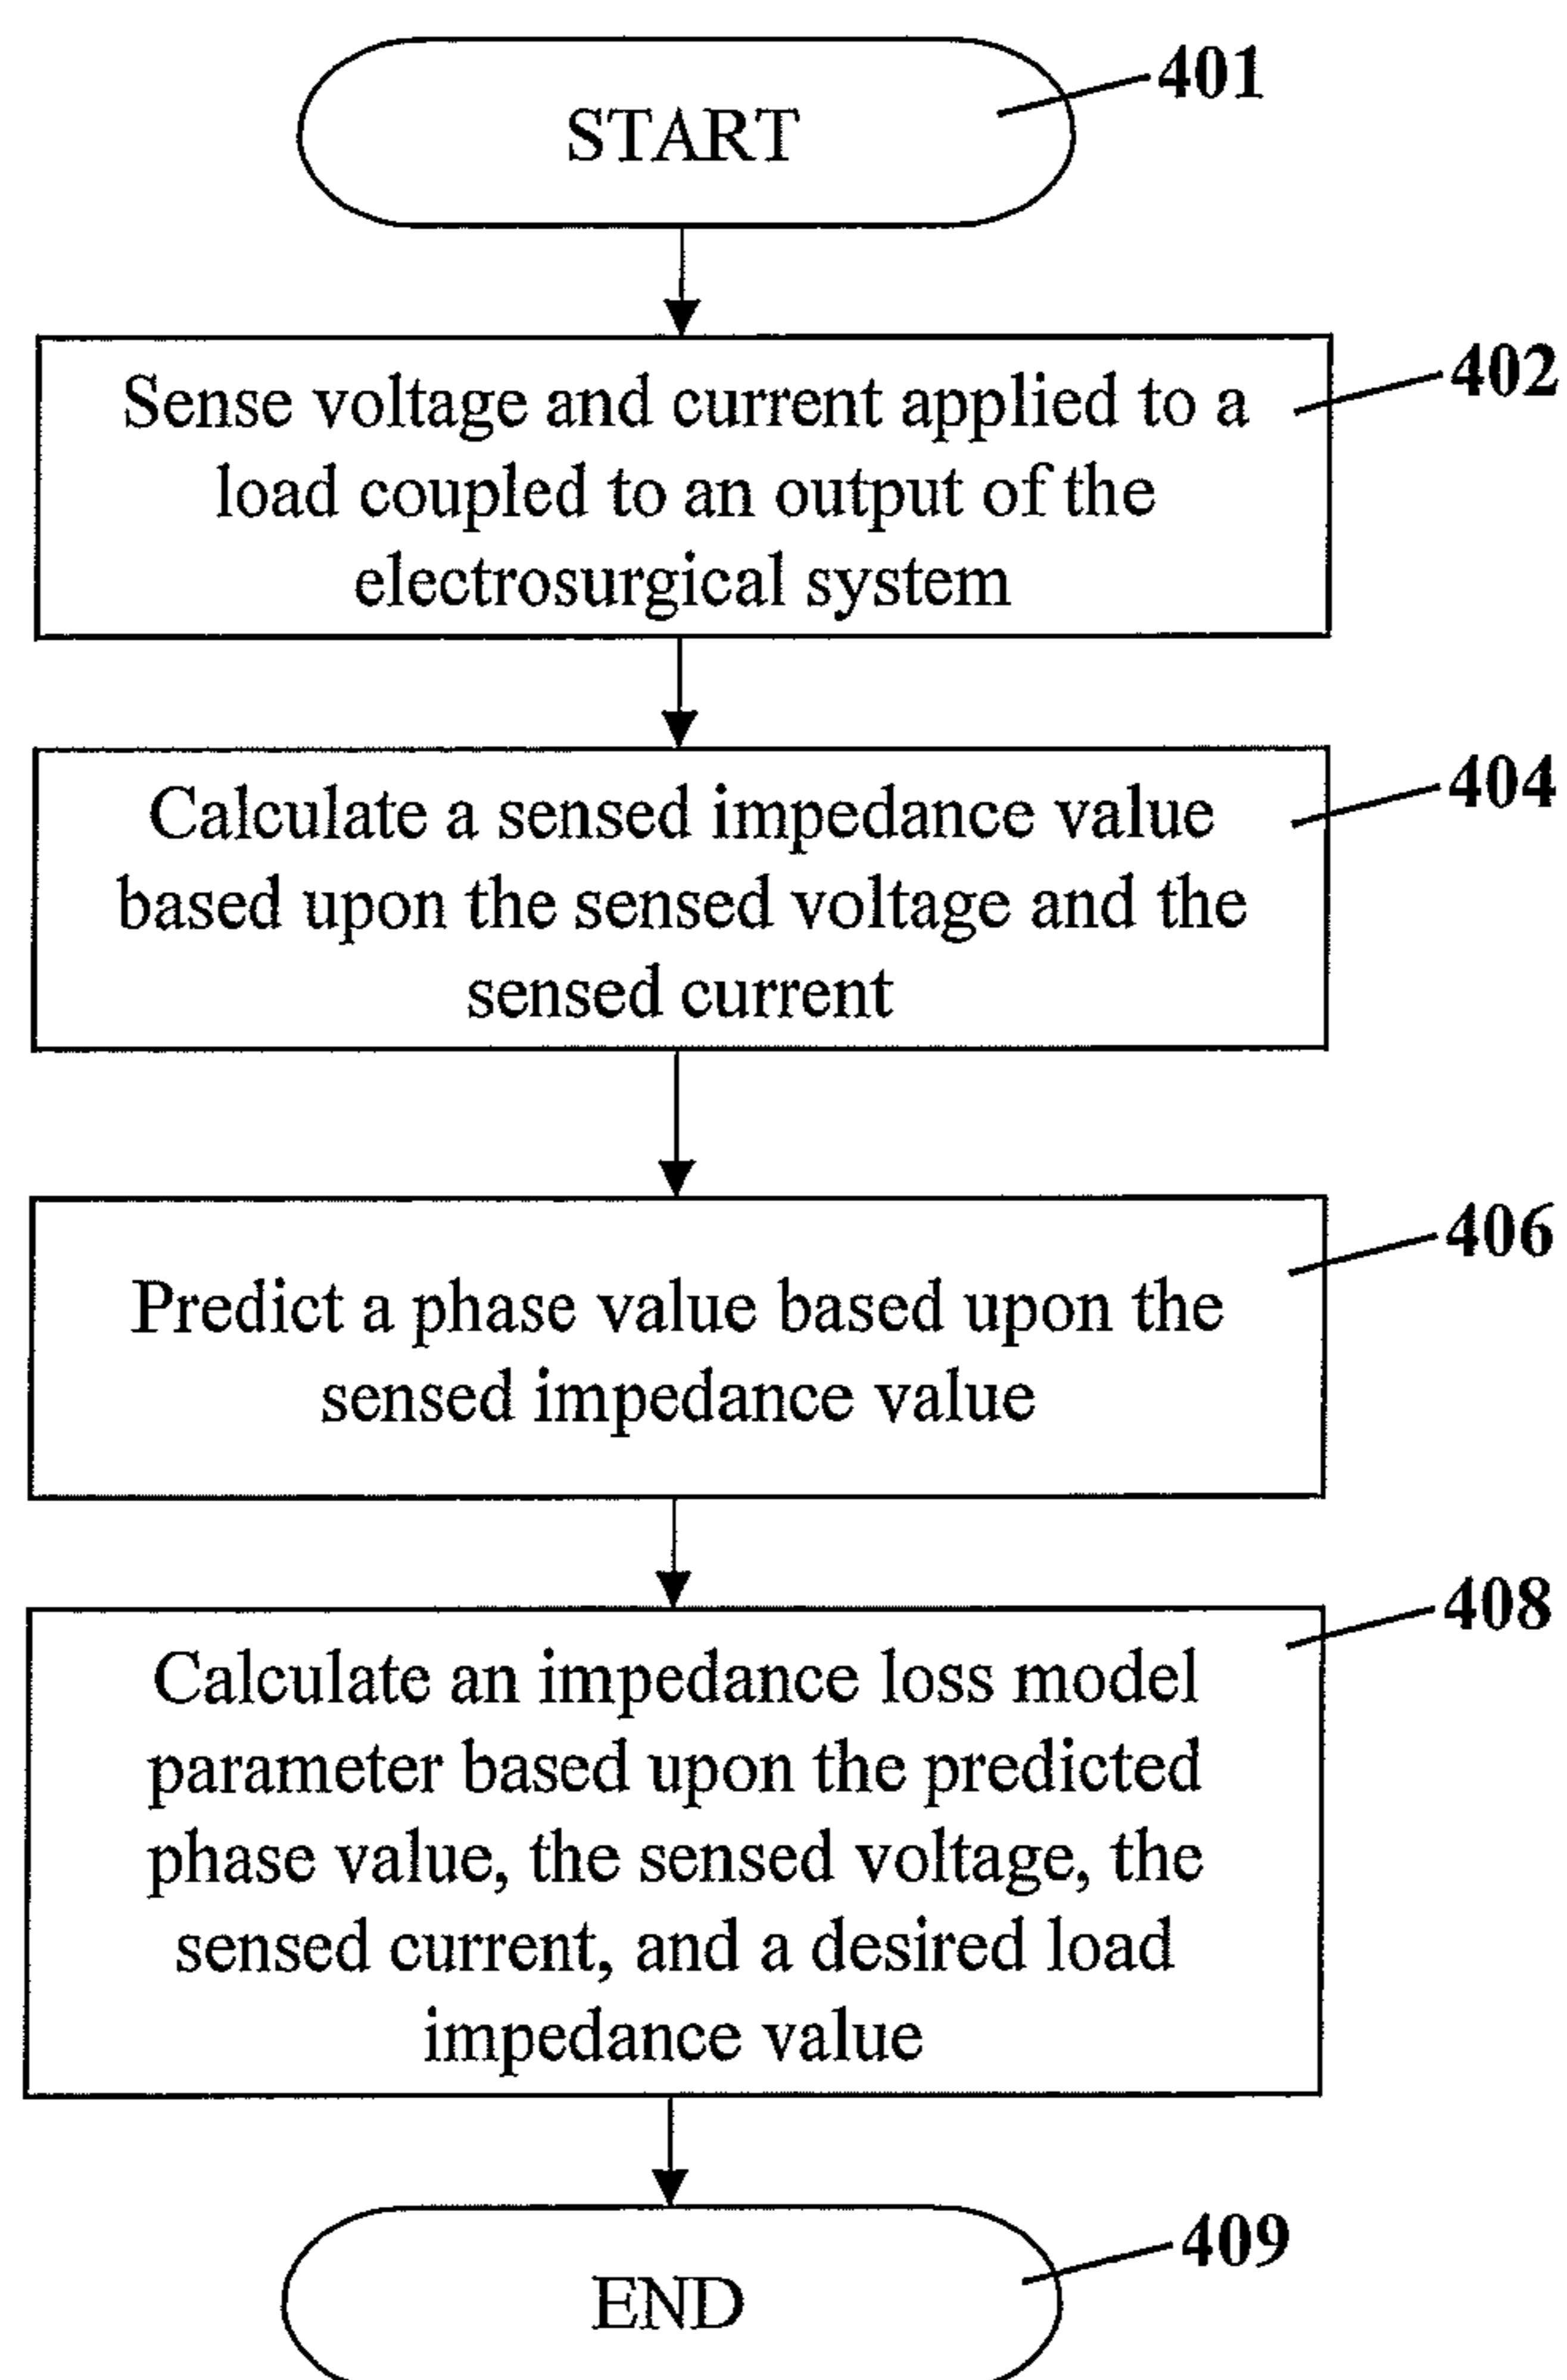 START
401
Sense voltage and current applied to a
load coupled to an output of the
electrosurgical system
402
Calculate a sensed impedance value
based upon the sensed voltage and the
sensed current
404
Predict a phase value based upon the
sensed impedance value
406
Calculate an impedance loss model
parameter based upon the predicted
phase value, the sensed voltage, the
sensed current, and a desired load
impedance value
408
END
409